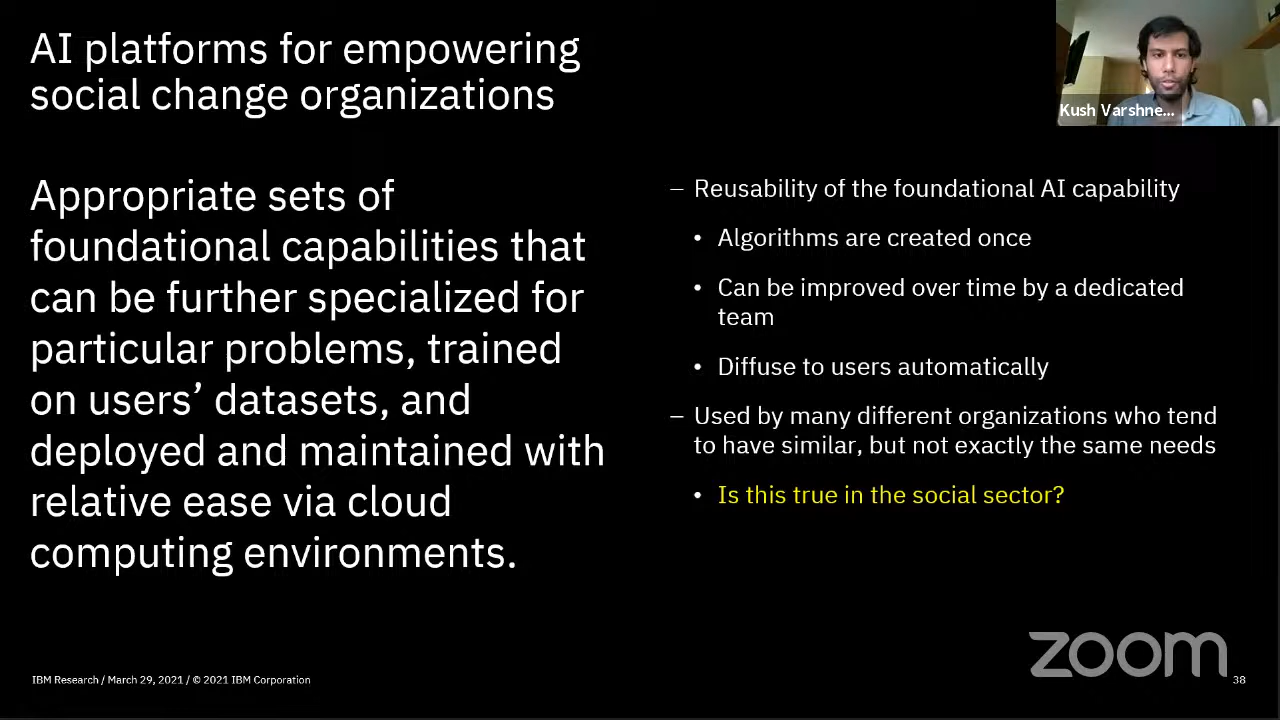 AI platforms for empowering
social change organizations
Kush Varshne...
Appropriate sets of
foundational capabilities that
can be further specialized for
particular problems, trained
on users’ datasets, and
deployed and maintained with
relative ease via cloud
computing environments.
– Reusability of the foundational AI capability
• Algorithms are created once
• Can be improved over time by a dedicated
team
• Diffuse to users automatically
– Used by many different organizations who tend
to have similar, but not exactly the same needs
• Is this true in the social sector?
zoom
IBM Research / March 29, 2021 / © 2021 IBM Corporation
38